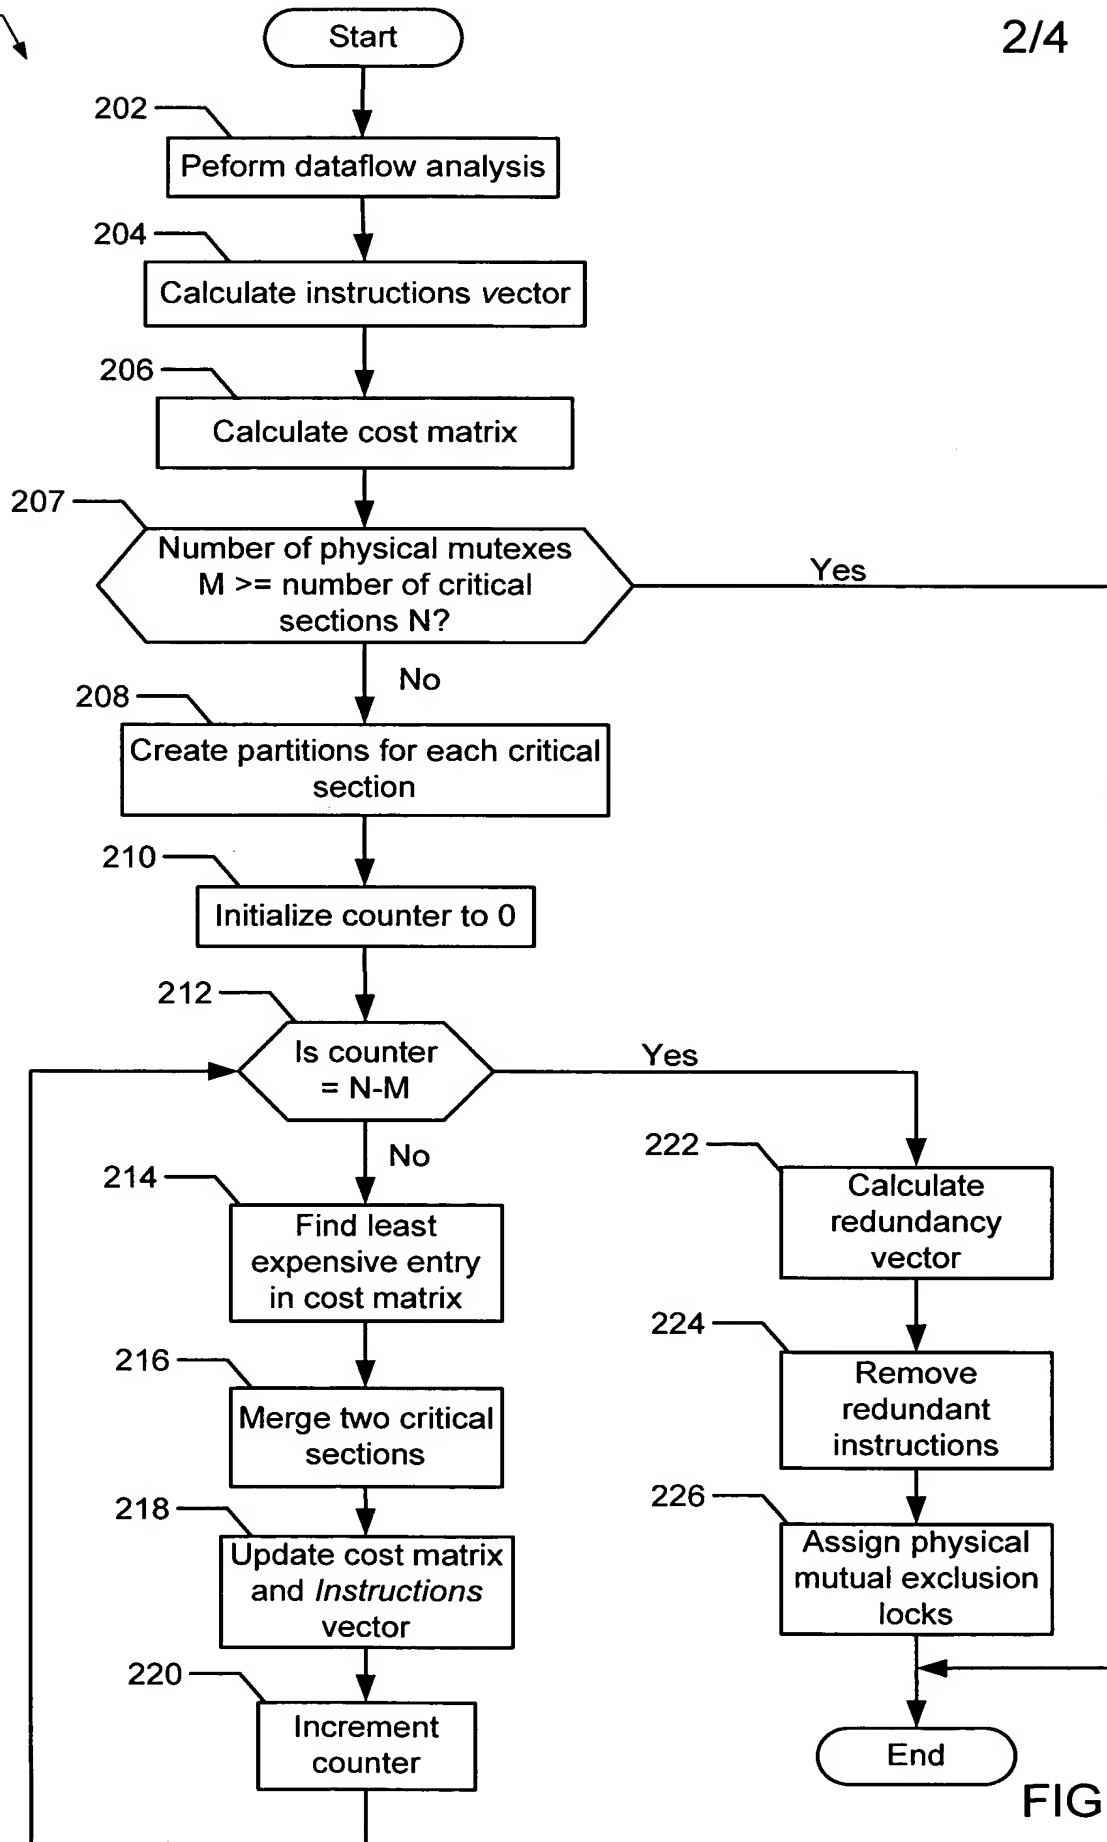 Start
2/4
202
Peform dataflow analysis
204
Calculate instructions vector
206
Calculate cost matrix
207
Number of physical mutexes
M >= number of critical
sections N?
Yes
No
208
Create partitions for each critical
section
210
Initialize counter to 0
212
Is counter
= N-M
Yes
No
214
Find least
expensive entry
in cost matrix
216
Merge two critical
sections
218
Update cost matrix
and Instructions
vector
220
Increment
counter
222
Calculate
redundancy
vector
224
Remove
redundant
instructions
226
Assign physical
mutual exclusion
locks
End
FIG